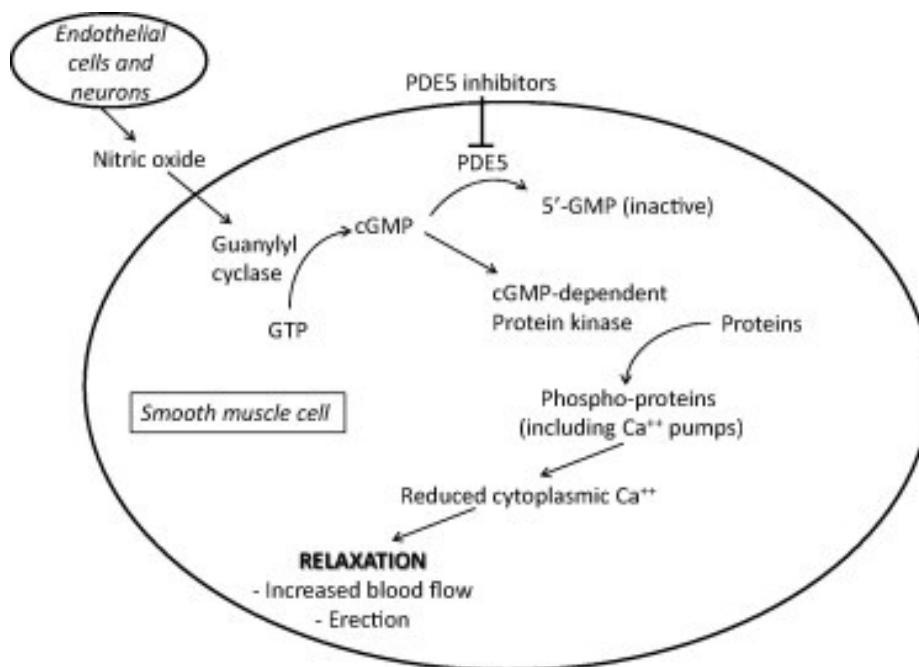 Endothelial
cells and
neurons
PDE5 inhibitors
Nitric oxide
PDE5
5′-GMP (inactive)
cGMP
Guanylyl
cyclase
GTP
cGMP-dependent
Protein kinase
Proteins
Smooth muscle cell
Phospho-proteins
(including Ca⁺⁺ pumps)
Reduced cytoplasmic Ca⁺⁺
RELAXATION
- Increased blood flow
- Erection